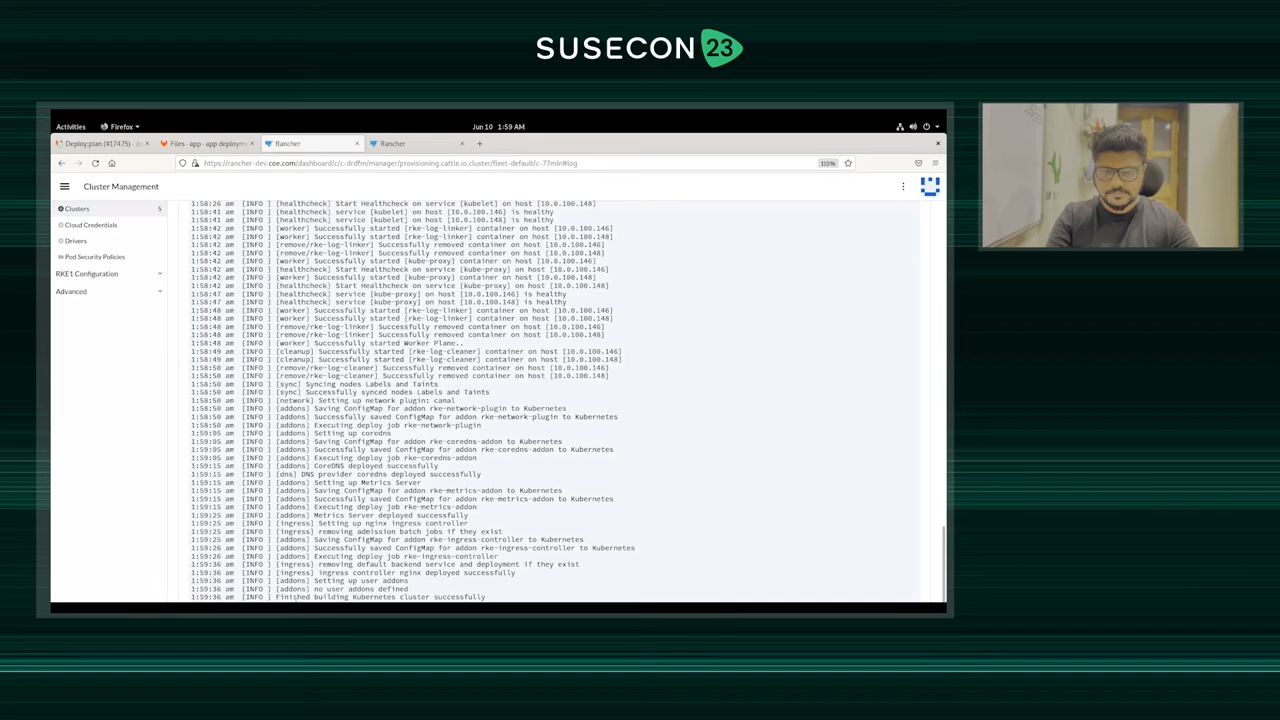 SUSECON 23
Activities
Firefox
Jun 10 1:59 AM
Deploy:plan (#17475) - Jo
Files · app · app deploym
Rancher
Rancher
https://rancher-dev.coe.com/dashboard/c/c-drdfm/manager/provisioning.cattle.io.cluster/fleet-default/c-77mln#log
110%
Cluster Management
Clusters 5
Cloud Credentials
Drivers
Pod Security Policies
RKE1 Configuration
Advanced
1:58:26 am [INFO ] [healthcheck] Start Healthcheck on service [kubelet] on host [10.0.100.148]
1:58:41 am [INFO ] [healthcheck] service [kubelet] on host [10.0.100.146] is healthy
1:58:41 am [INFO ] [healthcheck] service [kubelet] on host [10.0.100.148] is healthy
1:58:42 am [INFO ] [worker] Successfully started [rke-log-linker] container on host [10.0.100.146]
1:58:42 am [INFO ] [worker] Successfully started [rke-log-linker] container on host [10.0.100.148]
1:58:42 am [INFO ] [remove/rke-log-linker] Successfully removed container on host [10.0.100.146]
1:58:42 am [INFO ] [remove/rke-log-linker] Successfully removed container on host [10.0.100.148]
1:58:42 am [INFO ] [worker] Successfully started [kube-proxy] container on host [10.0.100.146]
1:58:42 am [INFO ] [healthcheck] Start Healthcheck on service [kube-proxy] on host [10.0.100.146]
1:58:42 am [INFO ] [worker] Successfully started [kube-proxy] container on host [10.0.100.148]
1:58:42 am [INFO ] [healthcheck] Start Healthcheck on service [kube-proxy] on host [10.0.100.148]
1:58:47 am [INFO ] [healthcheck] service [kube-proxy] on host [10.0.100.146] is healthy
1:58:47 am [INFO ] [healthcheck] service [kube-proxy] on host [10.0.100.148] is healthy
1:58:48 am [INFO ] [worker] Successfully started [rke-log-linker] container on host [10.0.100.146]
1:58:48 am [INFO ] [worker] Successfully started [rke-log-linker] container on host [10.0.100.148]
1:58:48 am [INFO ] [remove/rke-log-linker] Successfully removed container on host [10.0.100.146]
1:58:48 am [INFO ] [remove/rke-log-linker] Successfully removed container on host [10.0.100.148]
1:58:48 am [INFO ] [worker] Successfully started Worker Plane..
1:58:49 am [INFO ] [cleanup] Successfully started [rke-log-cleaner] container on host [10.0.100.146]
1:58:49 am [INFO ] [cleanup] Successfully started [rke-log-cleaner] container on host [10.0.100.148]
1:58:50 am [INFO ] [remove/rke-log-cleaner] Successfully removed container on host [10.0.100.146]
1:58:50 am [INFO ] [remove/rke-log-cleaner] Successfully removed container on host [10.0.100.148]
1:58:50 am [INFO ] [sync] Syncing nodes Labels and Taints
1:58:50 am [INFO ] [sync] Successfully synced nodes Labels and Taints
1:58:50 am [INFO ] [network] Setting up network plugin: canal
1:58:50 am [INFO ] [addons] Saving ConfigMap for addon rke-network-plugin to Kubernetes
1:58:50 am [INFO ] [addons] Successfully saved ConfigMap for addon rke-network-plugin to Kubernetes
1:58:50 am [INFO ] [addons] Executing deploy job rke-network-plugin
1:59:05 am [INFO ] [addons] Setting up coredns
1:59:05 am [INFO ] [addons] Saving ConfigMap for addon rke-coredns-addon to Kubernetes
1:59:05 am [INFO ] [addons] Successfully saved ConfigMap for addon rke-coredns-addon to Kubernetes
1:59:05 am [INFO ] [addons] Executing deploy job rke-coredns-addon
1:59:15 am [INFO ] [addons] CoreDNS deployed successfully
1:59:15 am [INFO ] [dns] DNS provider coredns deployed successfully
1:59:15 am [INFO ] [addons] Setting up Metrics Server
1:59:15 am [INFO ] [addons] Saving ConfigMap for addon rke-metrics-addon to Kubernetes
1:59:15 am [INFO ] [addons] Successfully saved ConfigMap for addon rke-metrics-addon to Kubernetes
1:59:15 am [INFO ] [addons] Executing deploy job rke-metrics-addon
1:59:25 am [INFO ] [addons] Metrics Server deployed successfully
1:59:25 am [INFO ] [ingress] Setting up nginx ingress controller
1:59:25 am [INFO ] [ingress] removing admission batch jobs if they exist
1:59:25 am [INFO ] [addons] Saving ConfigMap for addon rke-ingress-controller to Kubernetes
1:59:26 am [INFO ] [addons] Successfully saved ConfigMap for addon rke-ingress-controller to Kubernetes
1:59:26 am [INFO ] [addons] Executing deploy job rke-ingress-controller
1:59:36 am [INFO ] [ingress] removing default backend service and deployment if they exist
1:59:36 am [INFO ] [ingress] ingress controller nginx deployed successfully
1:59:36 am [INFO ] [addons] Setting up user addons
1:59:36 am [INFO ] [addons] no user addons defined
1:59:36 am [INFO ] Finished building Kubernetes cluster successfully